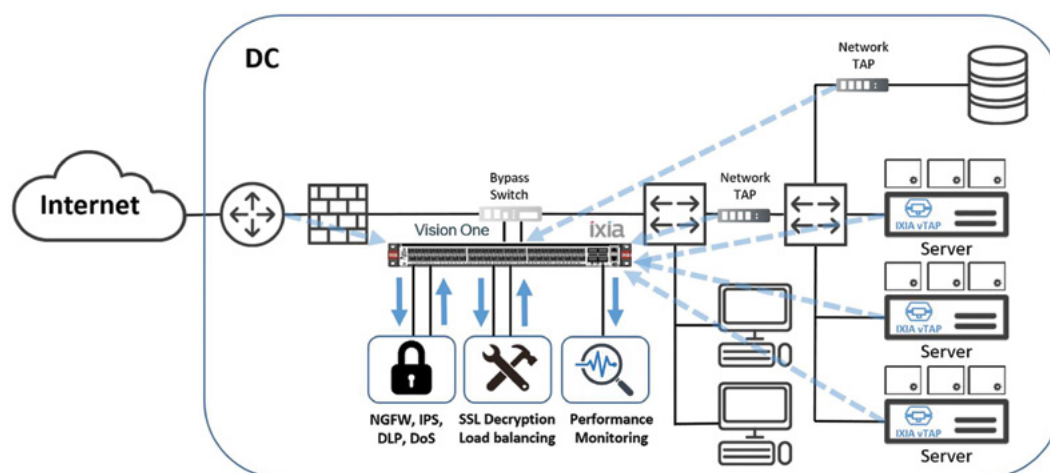 DC
Network
TAP
Internet
Bypass
Switch
Network
TAP
Vision One
ixia
IXIA vTAP
Server
IXIA vTAP
Server
IXIA vTAP
Server
NGFW, IPS,
DLP, DoS
SSL Decryption
Load balancing
Performance
Monitoring